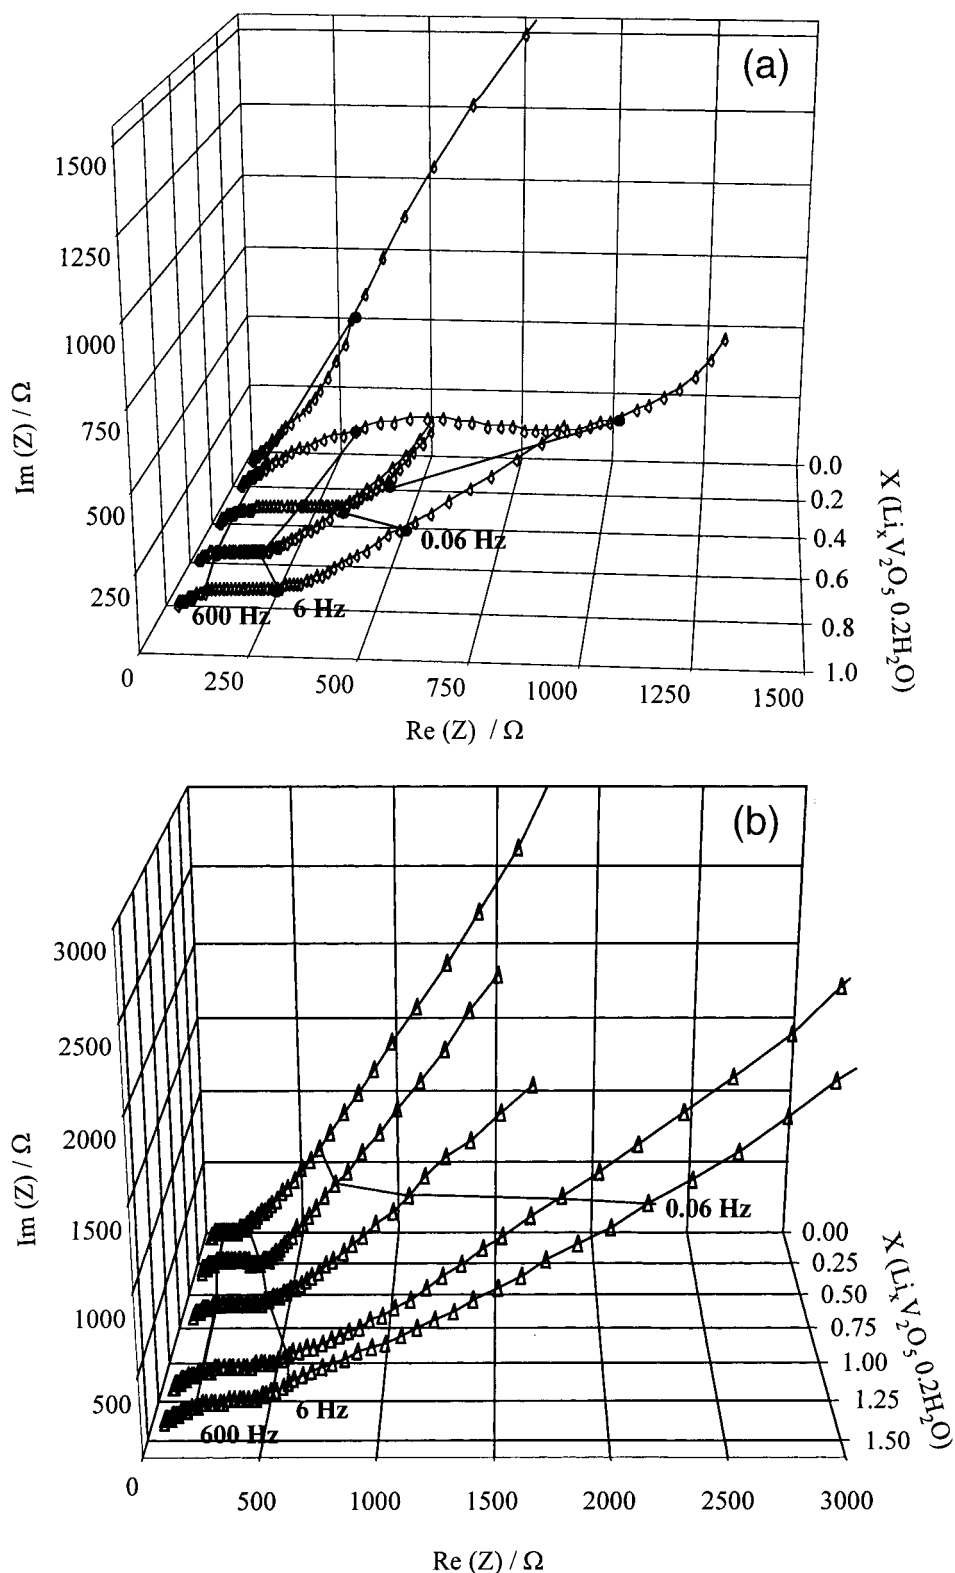 (a)
1500
1250
1000
750
500
250
Im (Z) / Ω
0.0
0.2
0.4
0.6
0.8
1.0
X (LiₓV₂O₅ 0.2H₂O)
0.06 Hz
6 Hz
600 Hz
0
250
500
750
1000
1250
1500
Re (Z) / Ω
(b)
3000
2500
2000
1500
1000
500
Im (Z) / Ω
0.00
0.25
0.50
0.75
1.00
1.25
1.50
X (LiₓV₂O₅ 0.2H₂O)
0.06 Hz
6 Hz
600 Hz
0
500
1000
1500
2000
2500
3000
Re (Z) / Ω